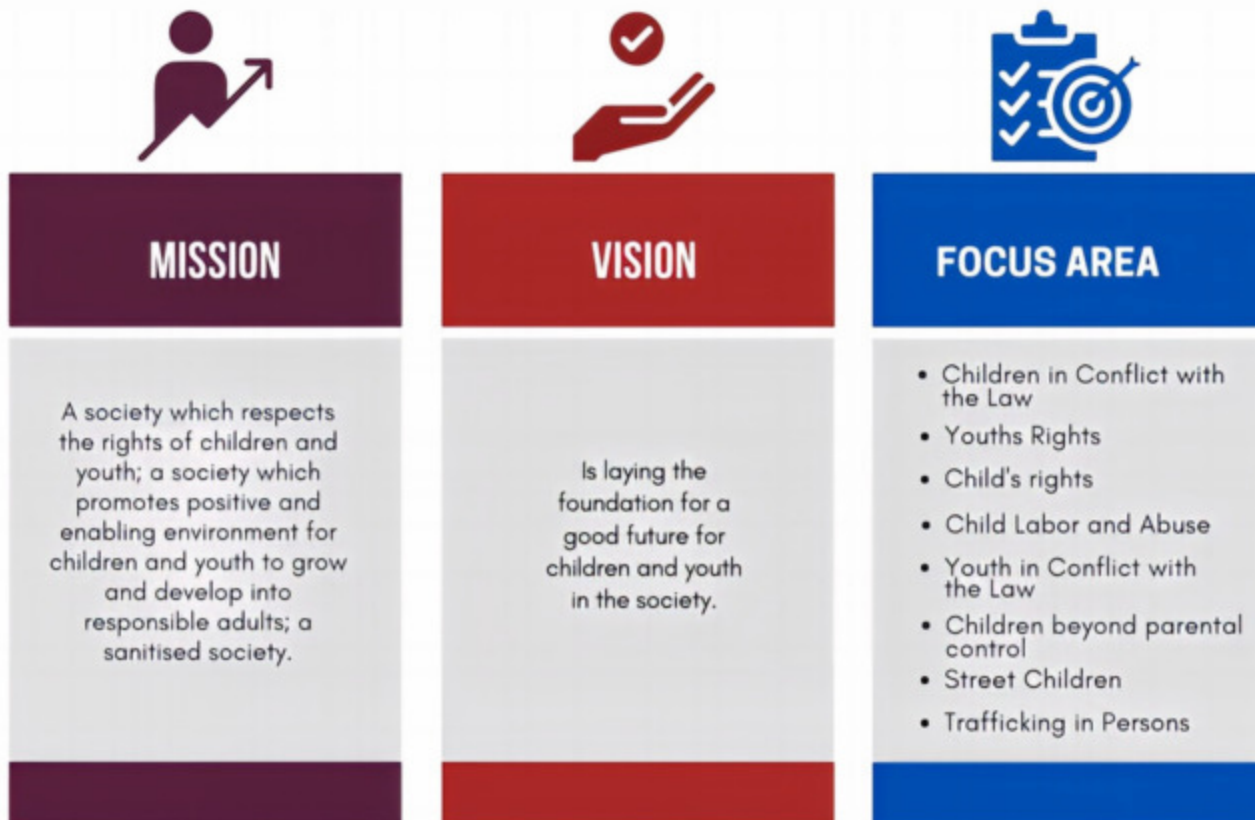 MISSION
A society which respects
the rights of children and
youth; a society which
promotes positive and
enabling environment for
children and youth to grow
and develop into
responsible adults; a
sanitised society.
VISION
Is laying the
foundation for a
good future for
children and youth
in the society.
FOCUS AREA
• Children in Conflict with
the Law
• Youths Rights
• Child's rights
• Child Labor and Abuse
• Youth in Conflict with
the Law
• Children beyond parental
control
• Street Children
• Trafficking in Persons